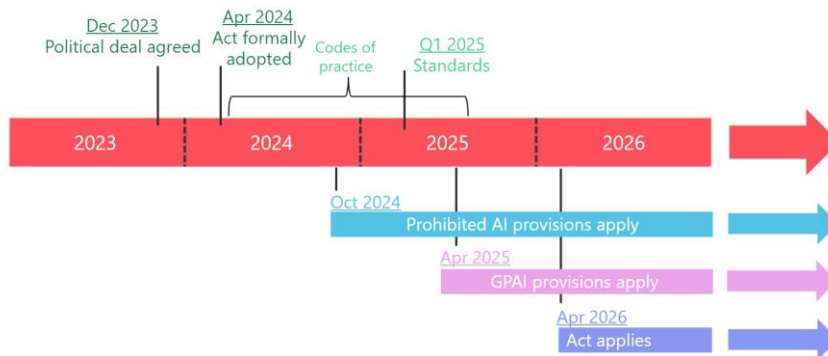 Dec 2023
Political deal agreed
Apr 2024
Act formally
adopted
Codes of
practice
Q1 2025
Standards
2023
2024
2025
2026
Oct 2024
Prohibited AI provisions apply
Apr 2025
GPAI provisions apply
Apr 2026
Act applies